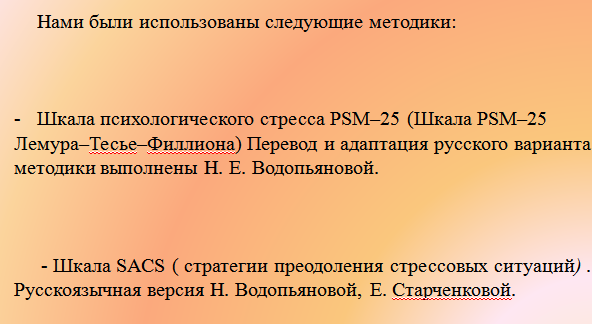 Нами были использованы следующие методики:
- Шкала психологического стресса PSM–25 (Шкала PSM–25
Лемура–Тесье–Филлиона) Перевод и адаптация русского варианта
методики выполнены Н. Е. Водопьяновой.
- Шкала SACS ( стратегии преодоления стрессовых ситуаций) .
Русскоязычная версия Н. Водопьяновой, Е. Старченковой.